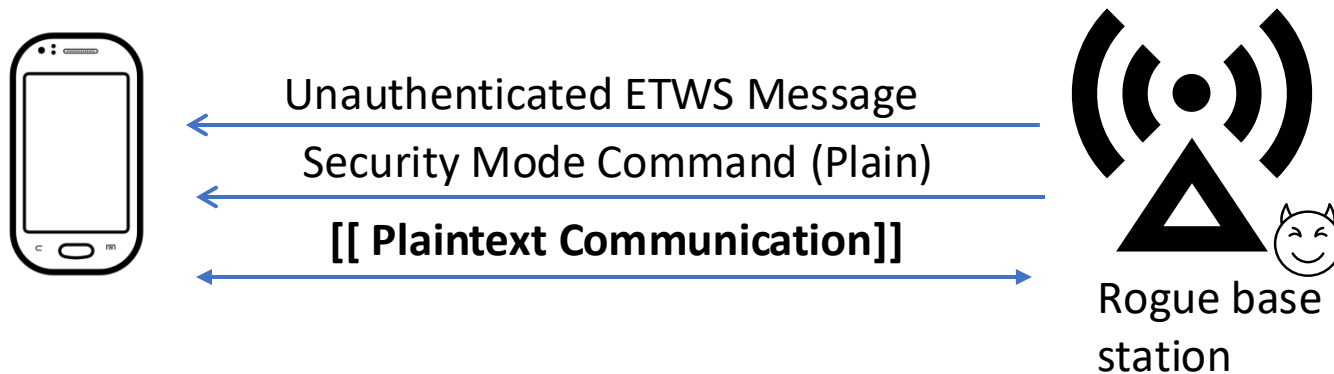 Unauthenticated ETWS Message
Security Mode Command (Plain)
[[ Plaintext Communication]]
Rogue base
station